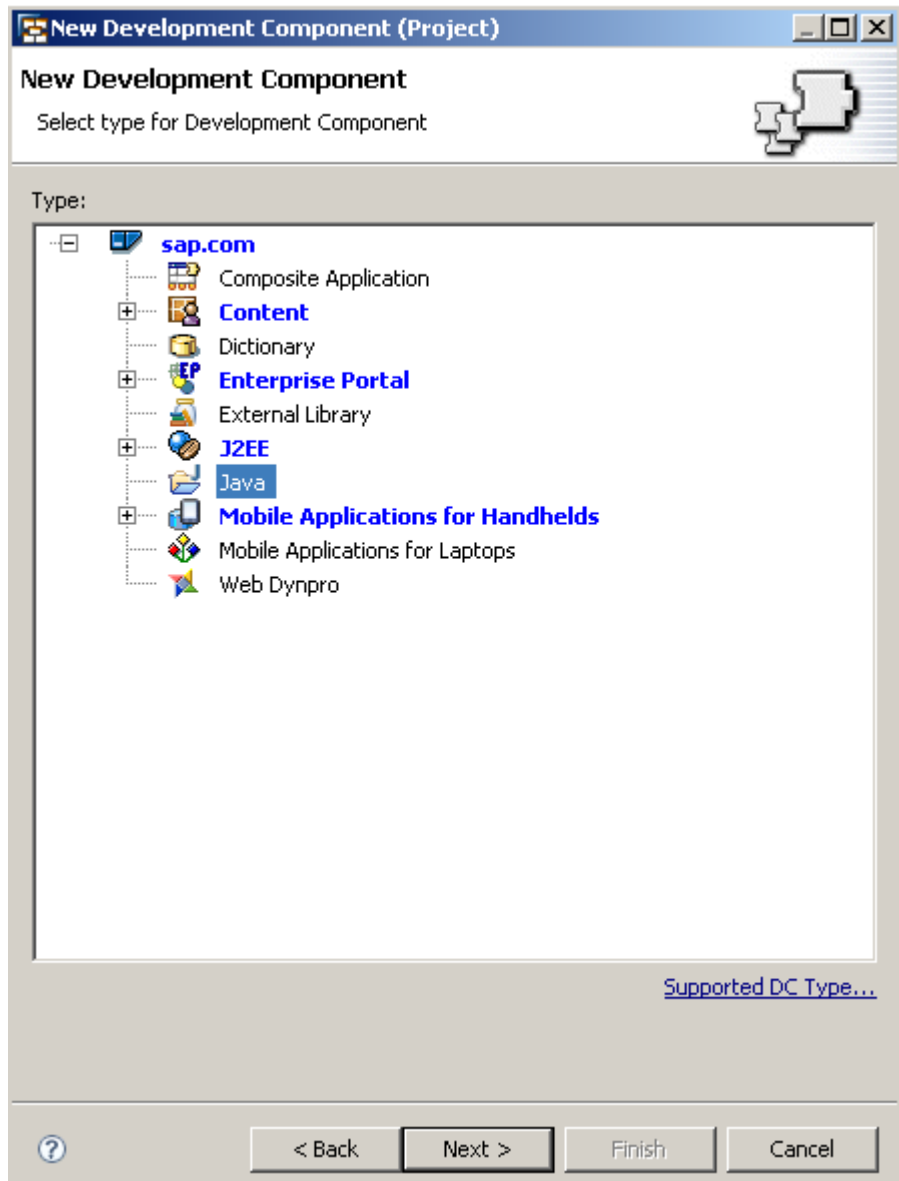 New Development Component (Project)
New Development Component
Select type for Development Component
Type:
sap.com
Composite Application
Content
Dictionary
Enterprise Portal
External Library
J2EE
Java
Mobile Applications for Handhelds
Mobile Applications for Laptops
Web Dynpro
Supported DC Type...
< Back Next > Finish Cancel